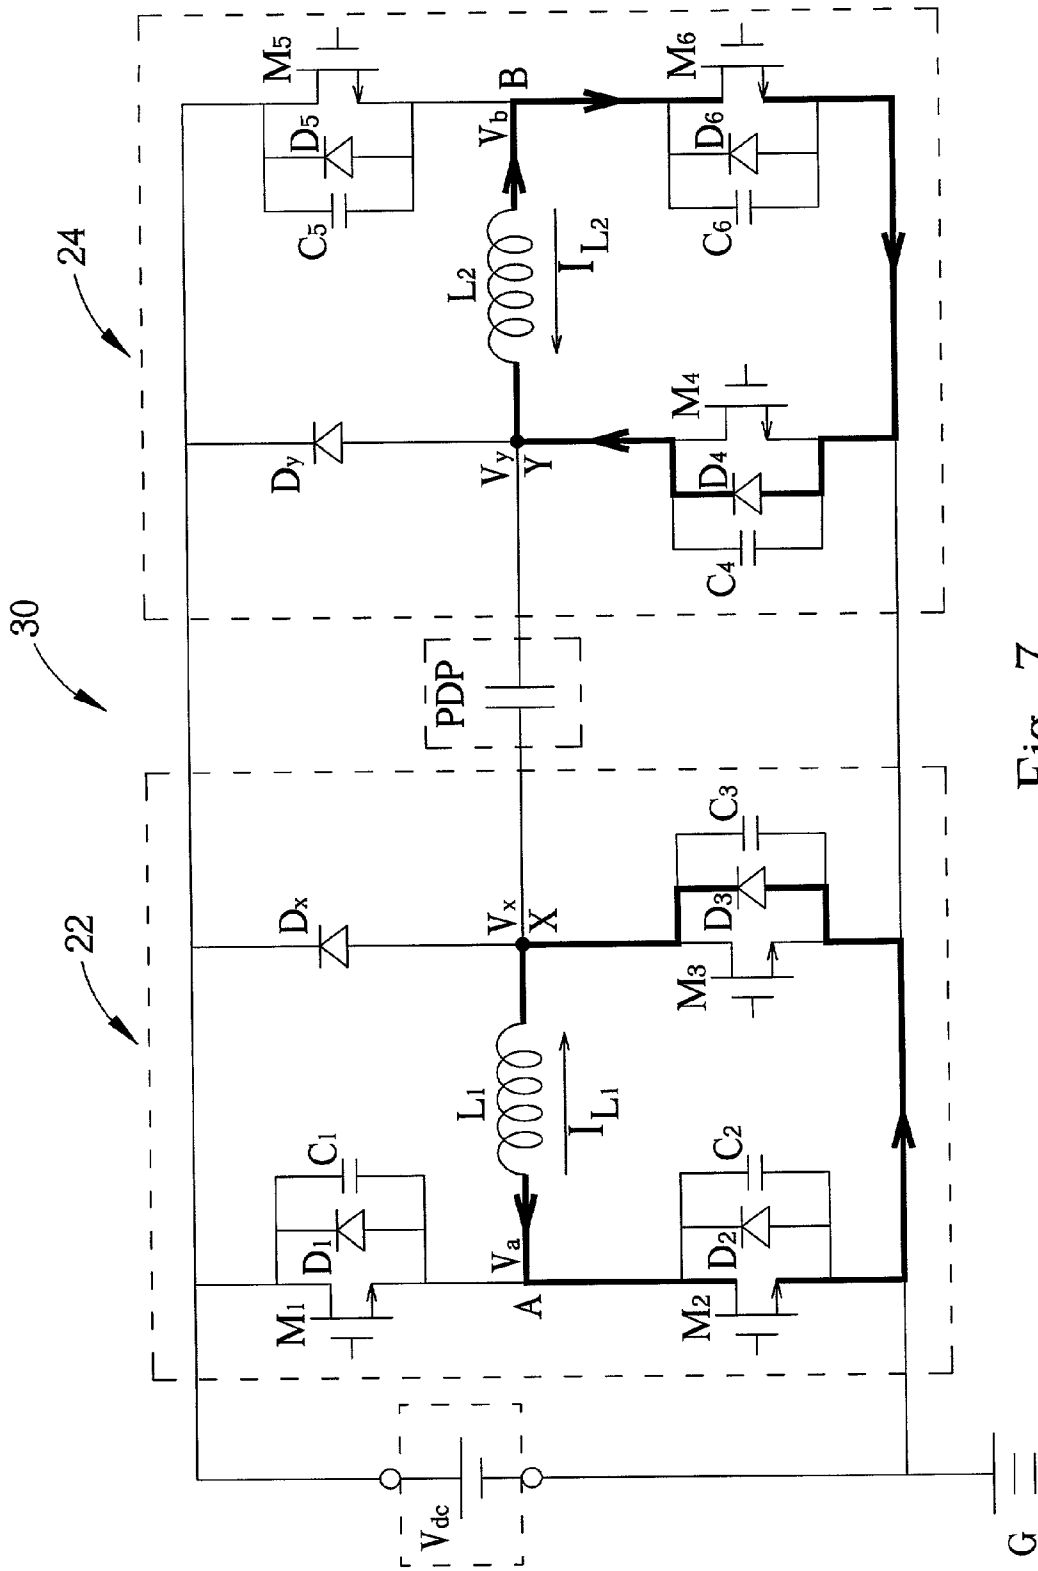 30
22
24
Vdc
G
M1
D1
C1
A
Va
L1
IL1
M2
D2
C2
Dx
Vx
X
M3
D3
C3
PDP
Dy
Vy
Y
C4
D4
M4
L2
IL2
C5
D5
M5
Vb
B
C6
D6
M6
Fig. 7